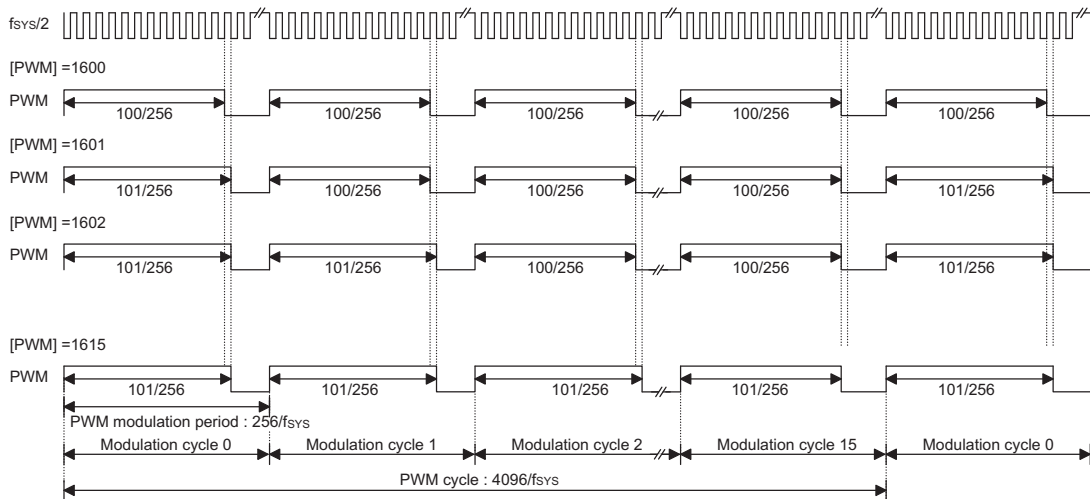 fSYS/2
[PWM] =1600
PWM
100/256 100/256 100/256 100/256 100/256
[PWM] =1601
PWM
101/256 100/256 100/256 100/256 101/256
[PWM] =1602
PWM
101/256 101/256 100/256 100/256 101/256
[PWM] =1615
PWM
101/256 101/256 101/256 101/256 101/256
PWM modulation period : 256/fSYS
Modulation cycle 0 Modulation cycle 1 Modulation cycle 2 Modulation cycle 15 Modulation cycle 0
PWM cycle : 4096/fSYS